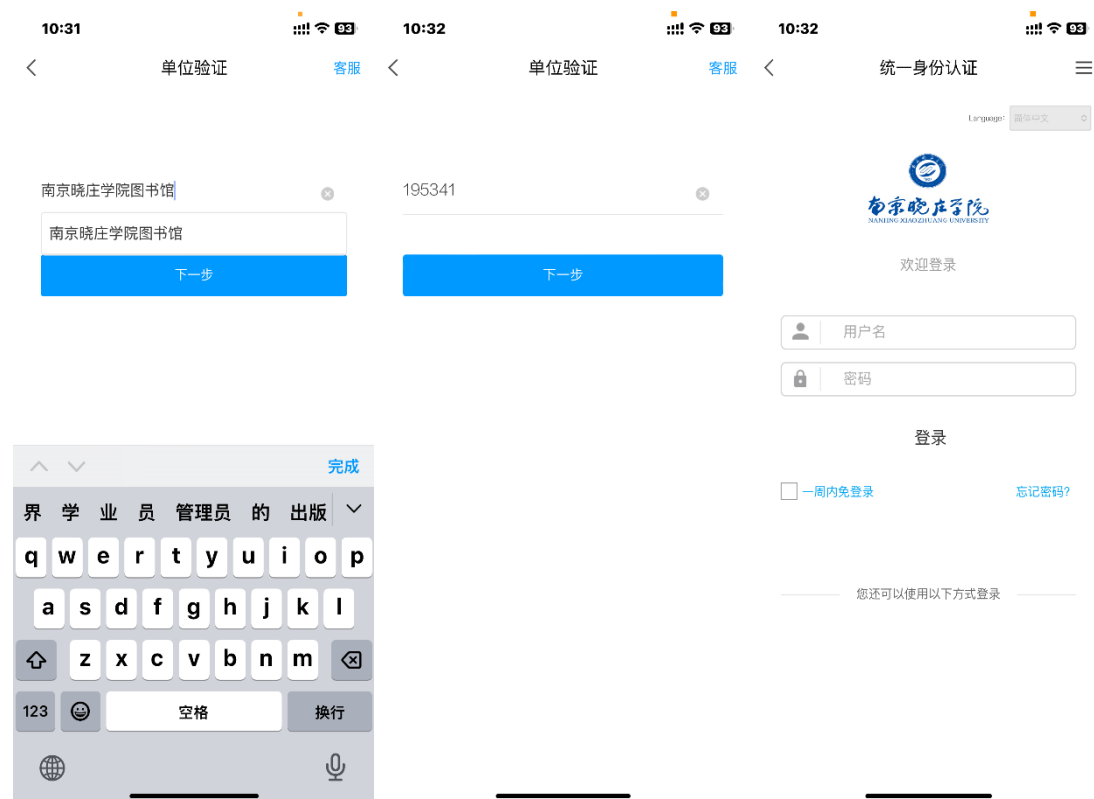 10:31
93
单位验证
客服
南京晓庄学院图书馆
南京晓庄学院图书馆
下一步
完成
界 学 业 员 管理员 的 出版
q w e r t y u i o p
a s d f g h j k l
z x c v b n m
123
空格
换行
10:32
93
单位验证
客服
195341
下一步
10:32
93
统一身份认证
Language:
简体中文
南京晓庄学院
NANJING XIAOZHUANG UNIVERSITY
欢迎登录
用户名
密码
登录
一周内免登录
忘记密码?
您还可以使用以下方式登录